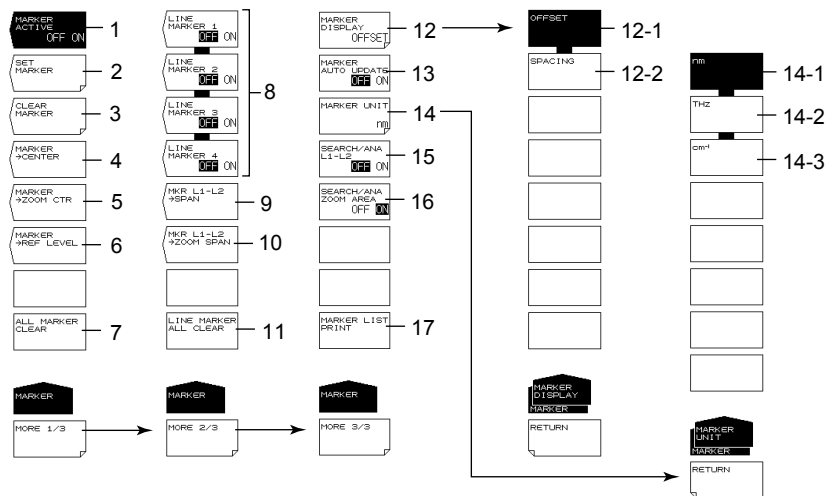 MARKER
ACTIVE
OFF ON
1
SET
MARKER
2
CLEAR
MARKER
3
MARKER
→CENTER
4
MARKER
→ZOOM CTR
5
MARKER
→REF LEVEL
6
ALL MARKER
CLEAR
7
MARKER
MORE 1/3
LINE
MARKER 1
OFF ON
LINE
MARKER 2
OFF ON
LINE
MARKER 3
OFF ON
LINE
MARKER 4
OFF ON
8
MKR L1-L2
→SPAN
9
MKR L1-L2
→ZOOM SPAN
10
LINE MARKER
ALL CLEAR
11
MARKER
MORE 2/3
MARKER
DISPLAY
OFFSET
12
MARKER
AUTO UPDATE
OFF ON
13
MARKER UNIT
nm
14
SEARCH/ANA
L1-L2
OFF ON
15
SEARCH/ANA
ZOOM AREA
OFF ON
16
MARKER LIST
PRINT
17
MARKER
MORE 3/3
OFFSET
12-1
SPACING
12-2
MARKER
DISPLAY
MARKER
RETURN
nm
14-1
THz
14-2
cm⁻¹
14-3
MARKER
UNIT
MARKER
RETURN